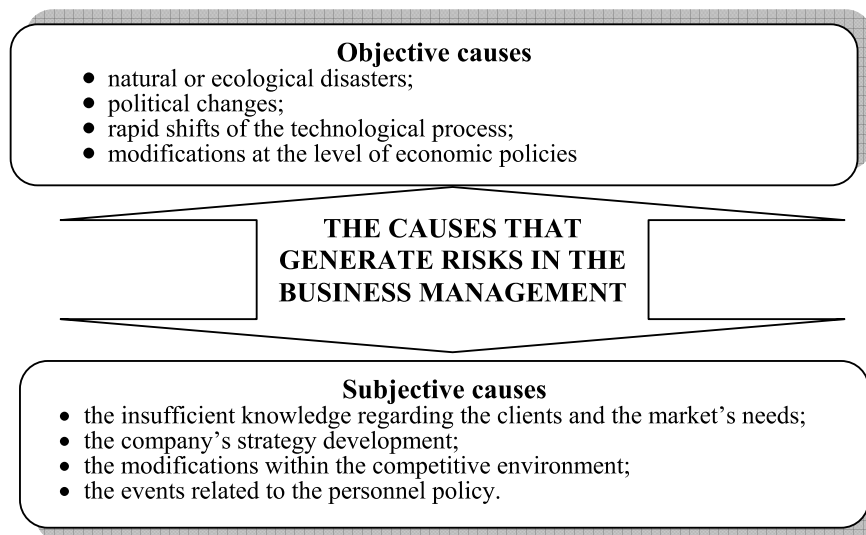 Objective causes
• natural or ecological disasters;
• political changes;
• rapid shifts of the technological process;
• modifications at the level of economic policies
THE CAUSES THAT
GENERATE RISKS IN THE
BUSINESS MANAGEMENT
Subjective causes
• the insufficient knowledge regarding the clients and the market’s needs;
• the company’s strategy development;
• the modifications within the competitive environment;
• the events related to the personnel policy.